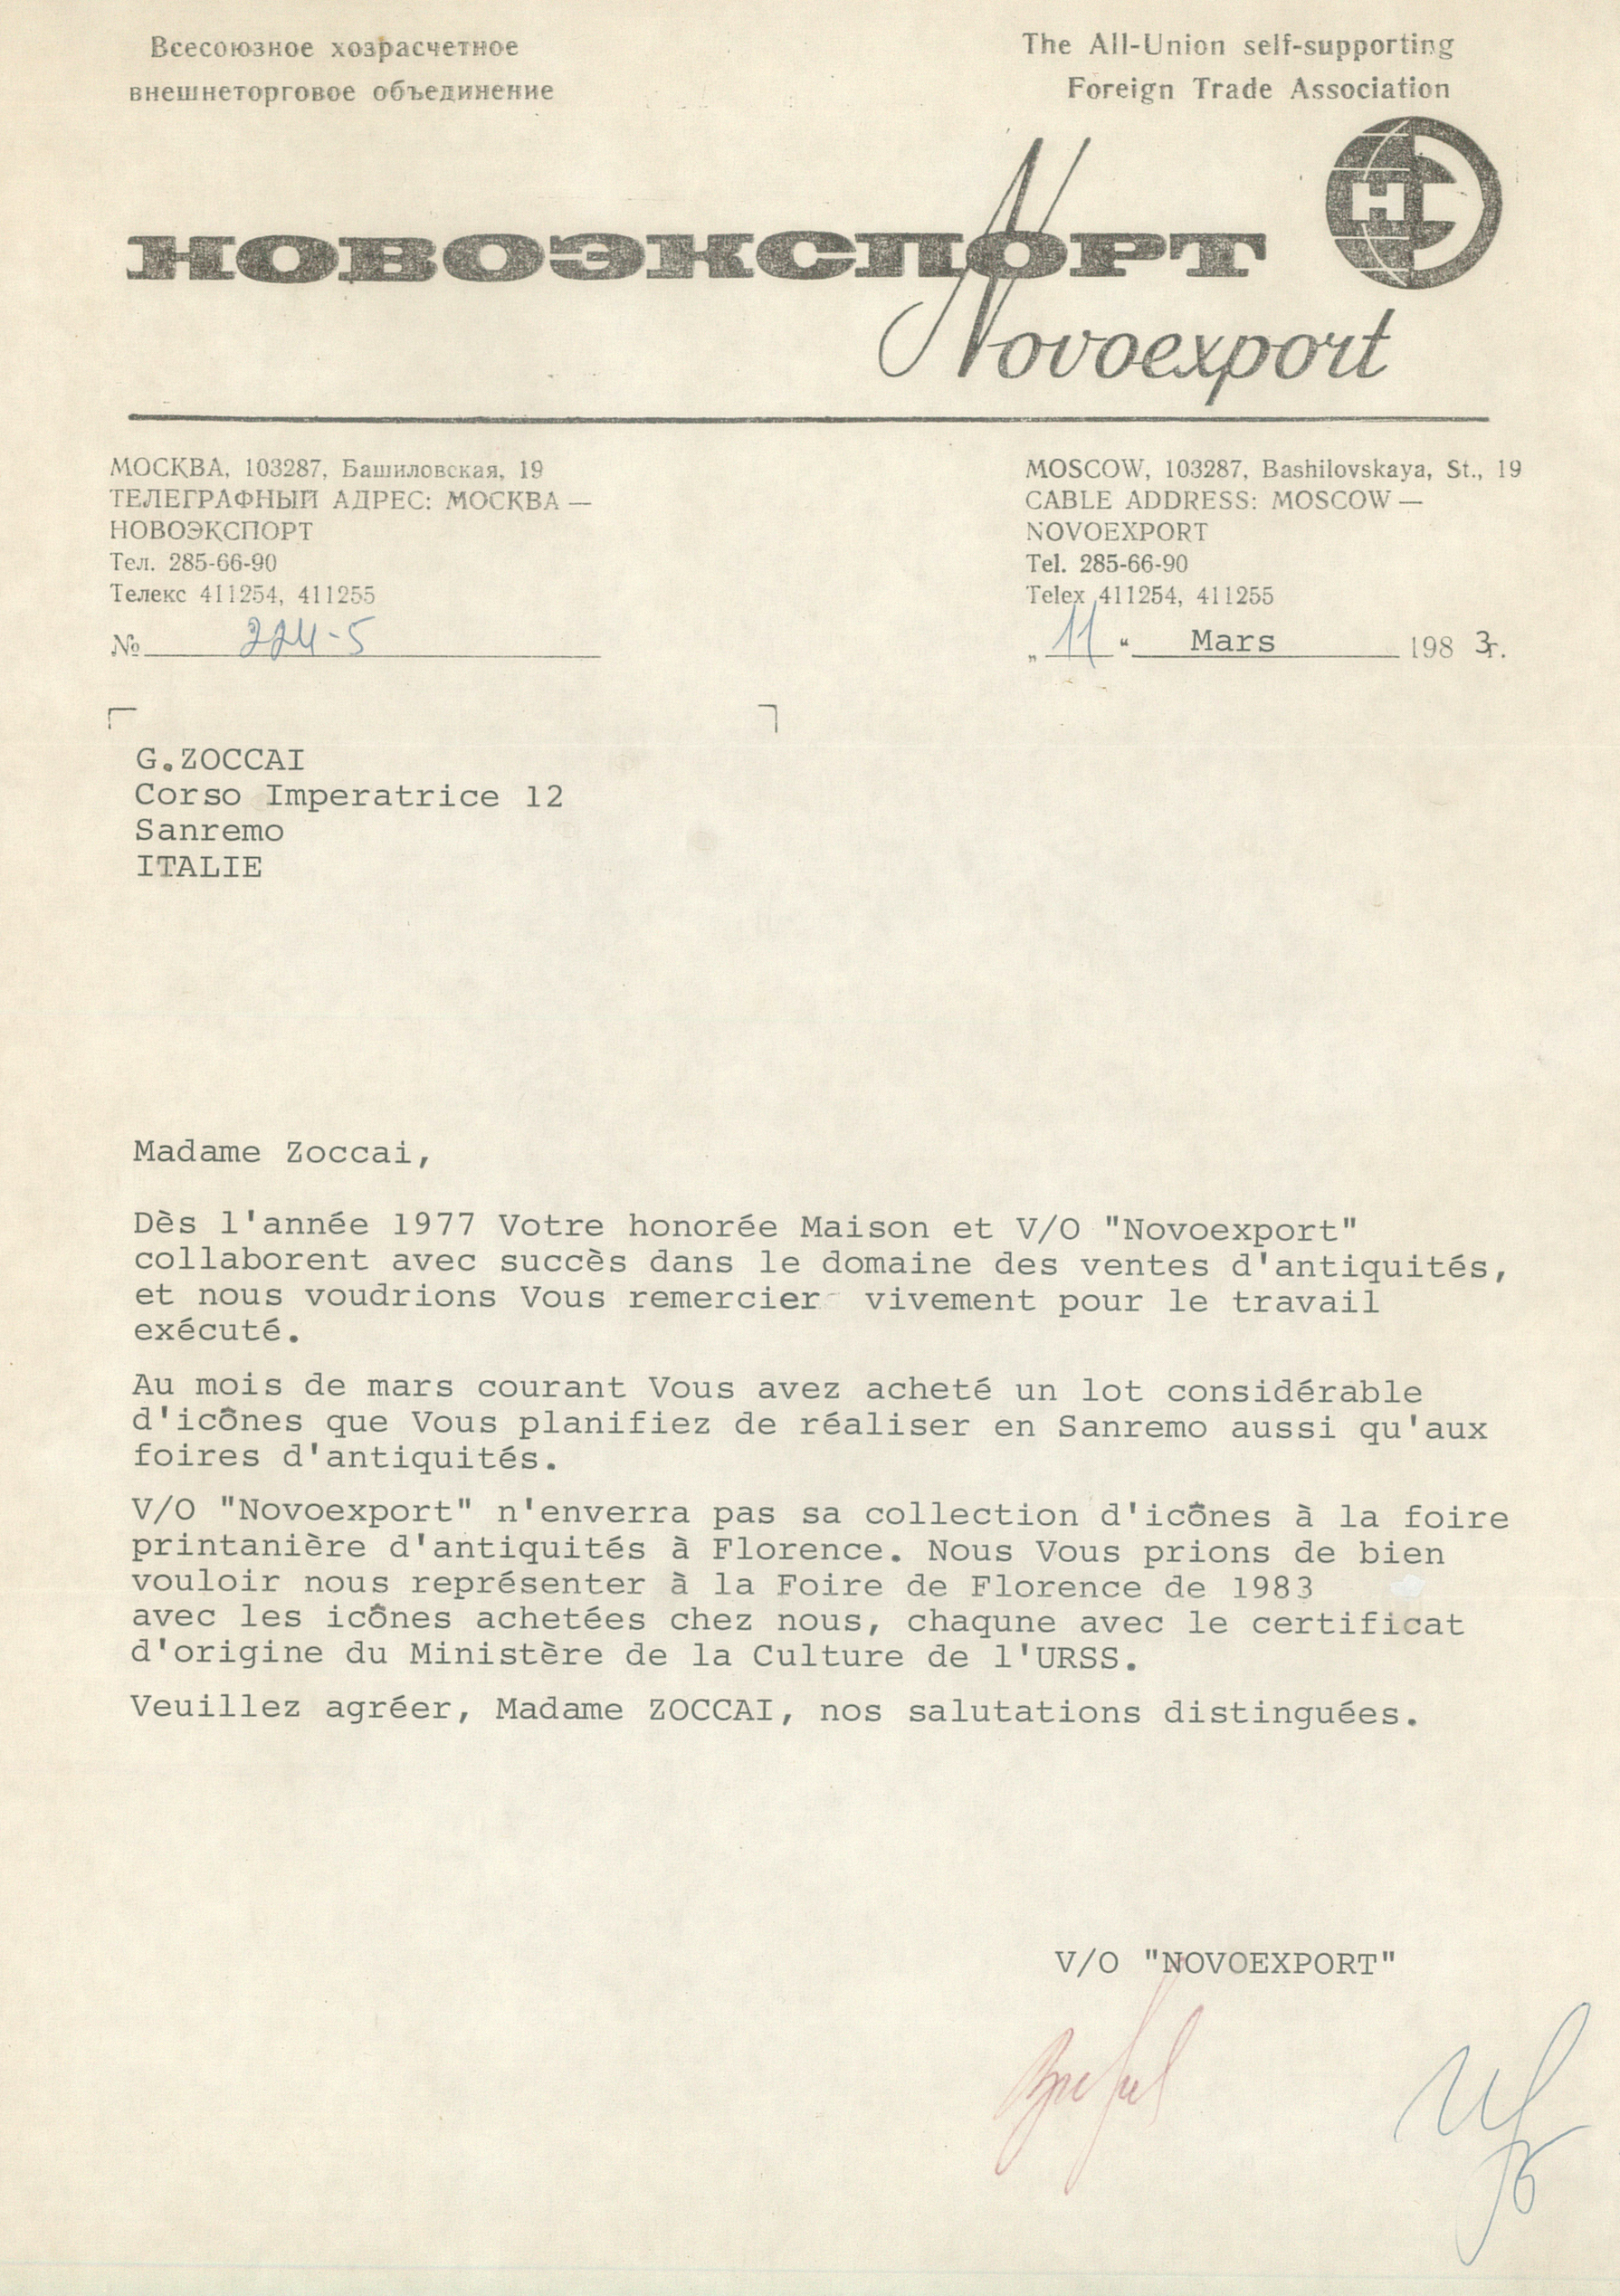 Всесоюзное хозрасчетное
внешнеторговое объединение
The All-Union self-supporting
Foreign Trade Association
НОВОЭКСПОРТ
Novoexport
МОСКВА, 103287, Башиловская, 19
ТЕЛЕГРАФНЫЙ АДРЕС: МОСКВА —
НОВОЭКСПОРТ
Тел. 285-66-90
Телекс 411254, 411255
№ 224-5
MOSCOW, 103287, Bashilovskaya, St., 19
CABLE ADDRESS: MOSCOW —
NOVOEXPORT
Tel. 285-66-90
Telex 411254, 411255
„ 11 “ Mars 198 3г.
G.ZOCCAI
Corso Imperatrice 12
Sanremo
ITALIE
Madame Zoccai,
Dès l'année 1977 Votre honorée Maison et V/O "Novoexport"
collaborent avec succès dans le domaine des ventes d'antiquités,
et nous voudrions Vous remercier vivement pour le travail
exécuté.
Au mois de mars courant Vous avez acheté un lot considérable
d'icônes que Vous planifiez de réaliser en Sanremo aussi qu'aux
foires d'antiquités.
V/O "Novoexport" n'enverra pas sa collection d'icônes à la foire
printanière d'antiquités à Florence. Nous Vous prions de bien
vouloir nous représenter à la Foire de Florence de 1983
avec les icônes achetées chez nous, chaqune avec le certificat
d'origine du Ministère de la Culture de l'URSS.
Veuillez agréer, Madame ZOCCAI, nos salutations distinguées.
V/O "NOVOEXPORT"